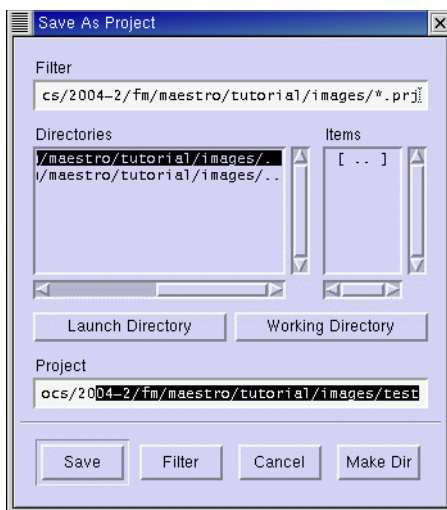 Save As Project
Filter
cs/2004-2/fm/maestro/tutorial/images/*.prj
Directories
Items
/maestro/tutorial/images/.
/maestro/tutorial/images/..
[ .. ]
Launch Directory
Working Directory
Project
ocs/2004-2/fm/maestro/tutorial/images/test
Save
Filter
Cancel
Make Dir